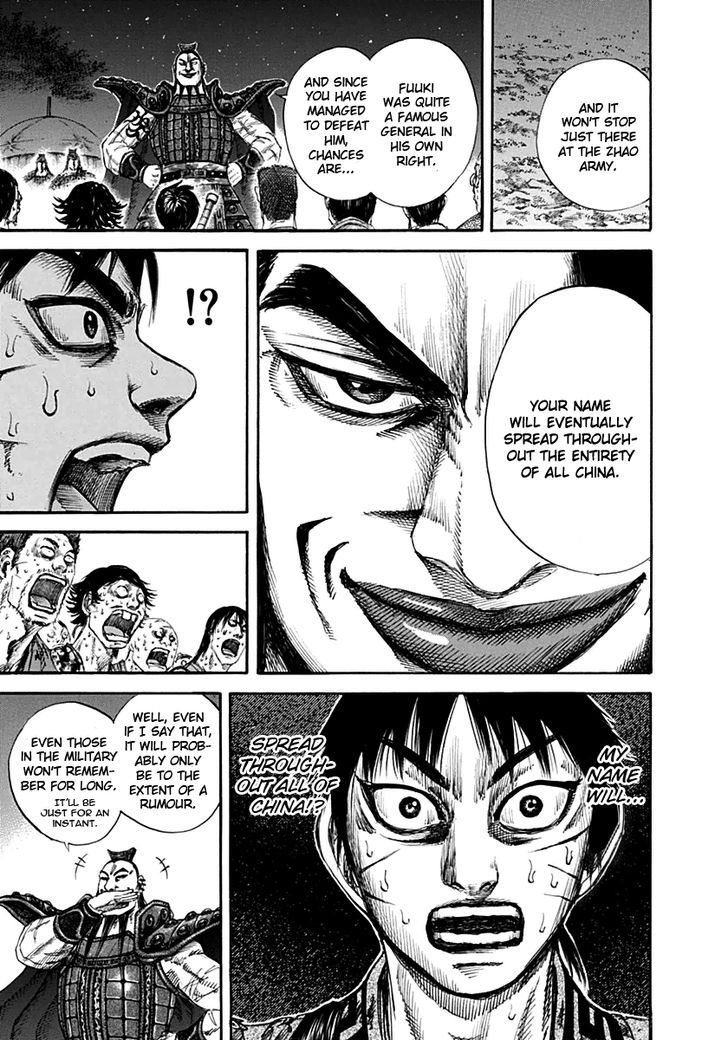 AND IT
WON'T STOP
JUST THERE
AT THE ZHAO
ARMY.
FUUKI
WAS QUITE
A FAMOUS
GENERAL IN
HIS OWN
RIGHT.
AND SINCE
YOU HAVE
MANAGED
TO DEFEAT
HIM,
CHANCES
ARE...
YOUR NAME
WILL EVENTUALLY
SPREAD THROUGH-
OUT THE ENTIRETY
OF ALL CHINA.
!?
MY
NAME
WILL...
SPREAD
THROUGH-
OUT ALL OF
CHINA!?
WELL, EVEN
IF I SAY THAT,
IT WILL PROB-
ABLY ONLY
BE TO THE
EXTENT OF A
RUMOUR.
EVEN THOSE
IN THE MILITARY
WON'T REMEM-
BER FOR LONG.
IT'LL BE
JUST FOR AN
INSTANT.